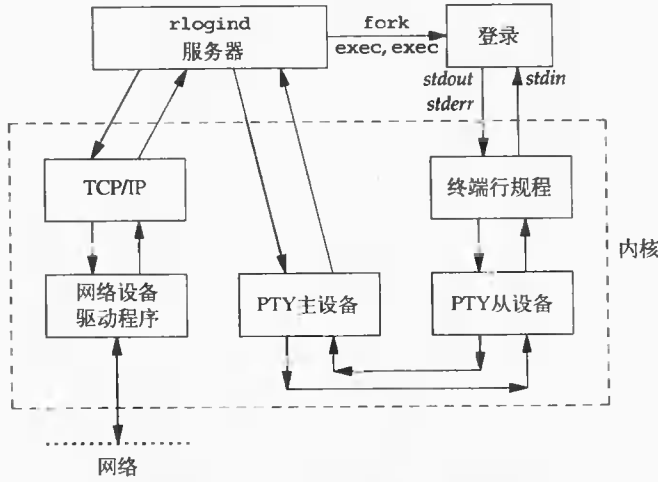 rlogind
服务器
fork
exec, exec
登录
stdout
stderr
stdin
TCP/IP
终端行规程
内核
网络设备
驱动程序
PTY主设备
PTY从设备
网络